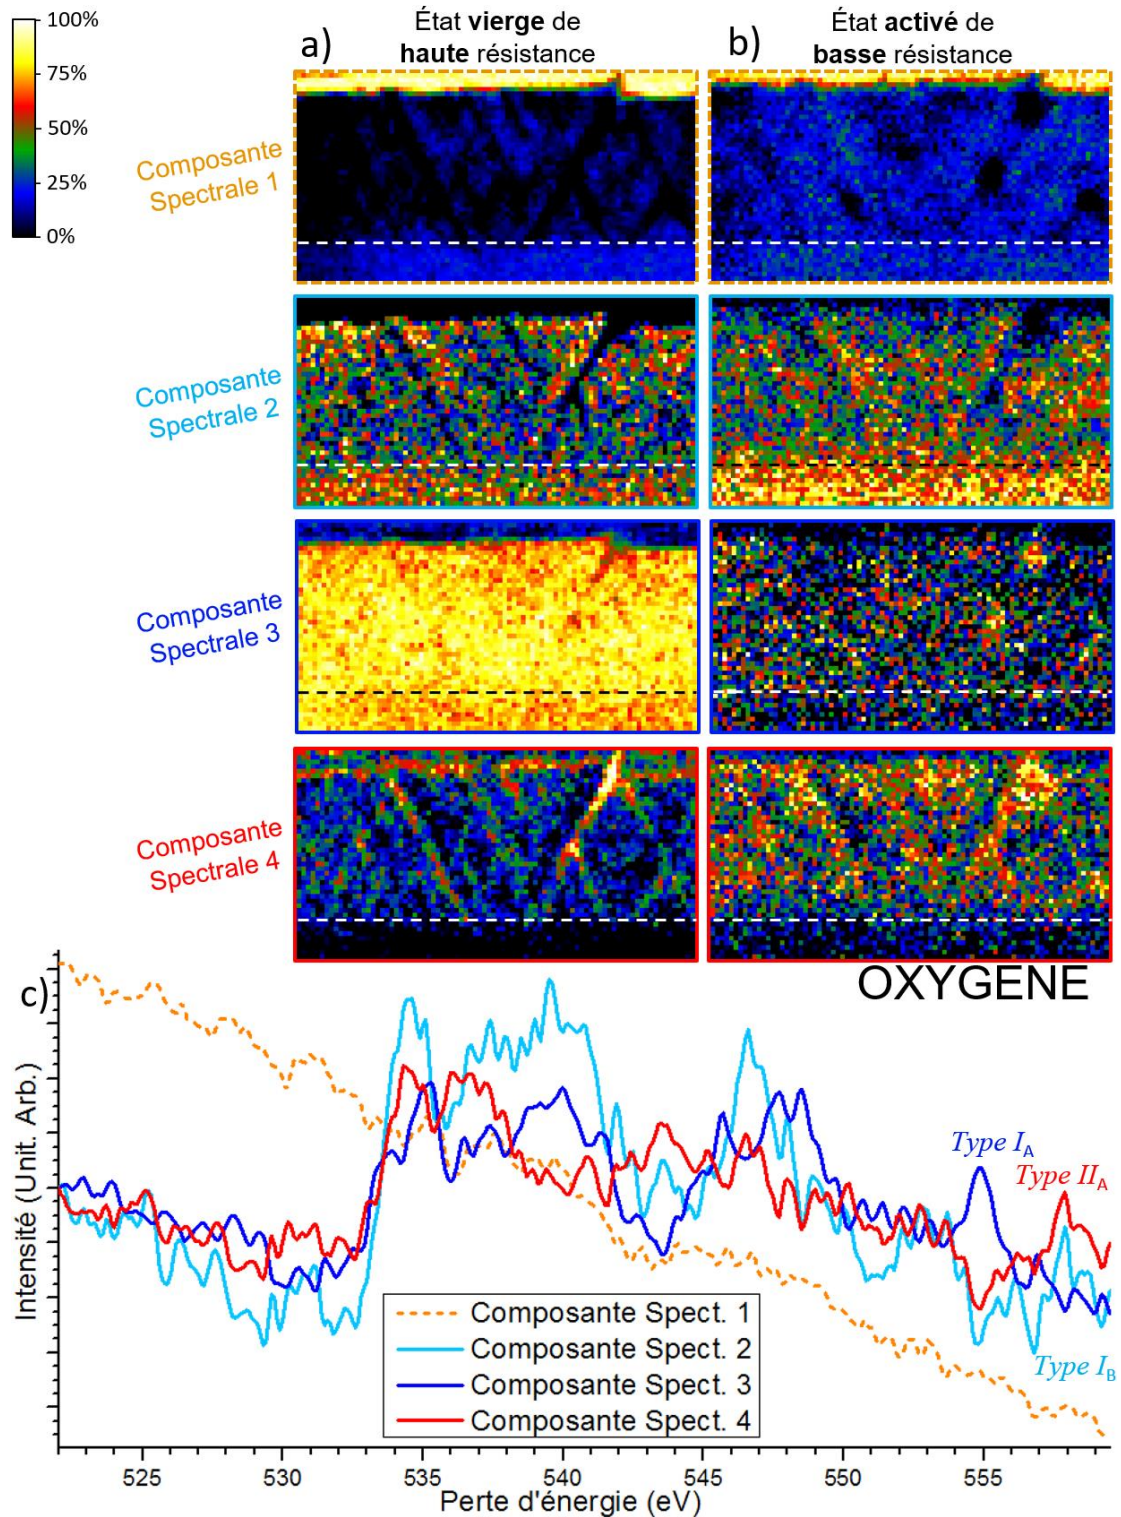 100%
75%
50%
25%
0%
a)
État vierge de
haute résistance
b)
État activé de
basse résistance
Composante
Spectrale 1
Composante
Spectrale 2
Composante
Spectrale 3
Composante
Spectrale 4
OXYGENE
c)
Intensité (Unit. Arb.)
Type IA
Type IIA
Type IB
Composante Spect. 1
Composante Spect. 2
Composante Spect. 3
Composante Spect. 4
525
530
535
540
545
550
555
Perte d'énergie (eV)